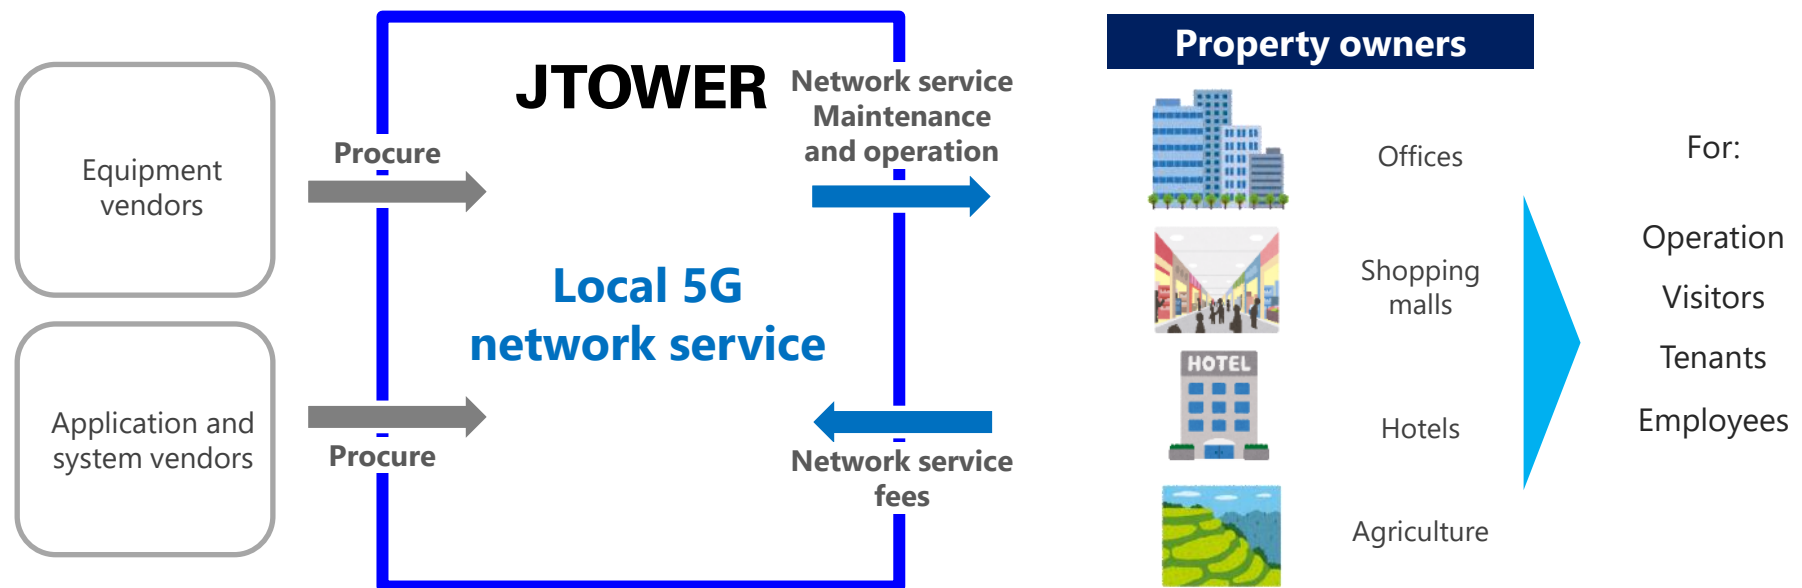 Equipment
vendors
Application and
system vendors
Procure
Procure
JTOWER
Local 5G
network service
Network service
Maintenance
and operation
Network service
fees
Property owners
Offices
Shopping
malls
HOTEL
Hotels
Agriculture
For:
Operation
Visitors
Tenants
Employees